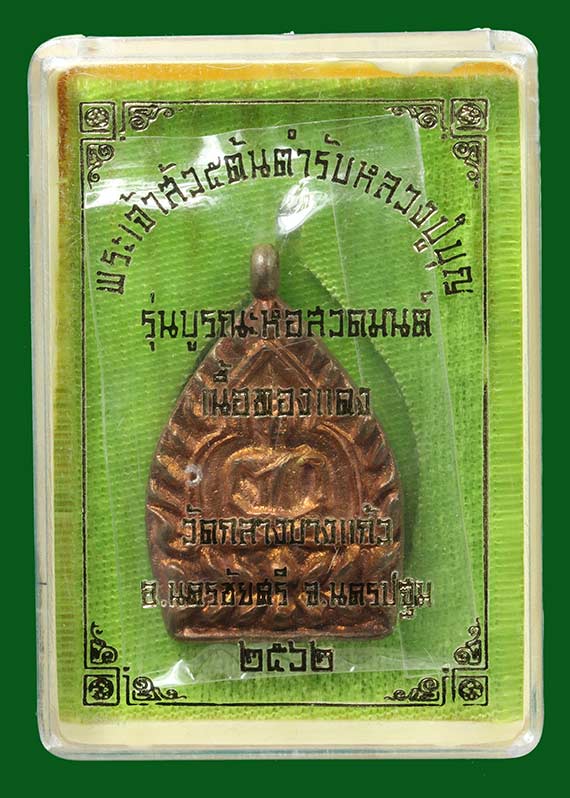 พระเจ้าสัว๕ต้นตำรับหลวงปู่บุญ
รุ่นบูรณะหอสวดมนต์
เนื้อทองแดง
วัดกลางบางแก้ว
อ.นครชัยศรี จ.นครปฐม
๒๕๖๒